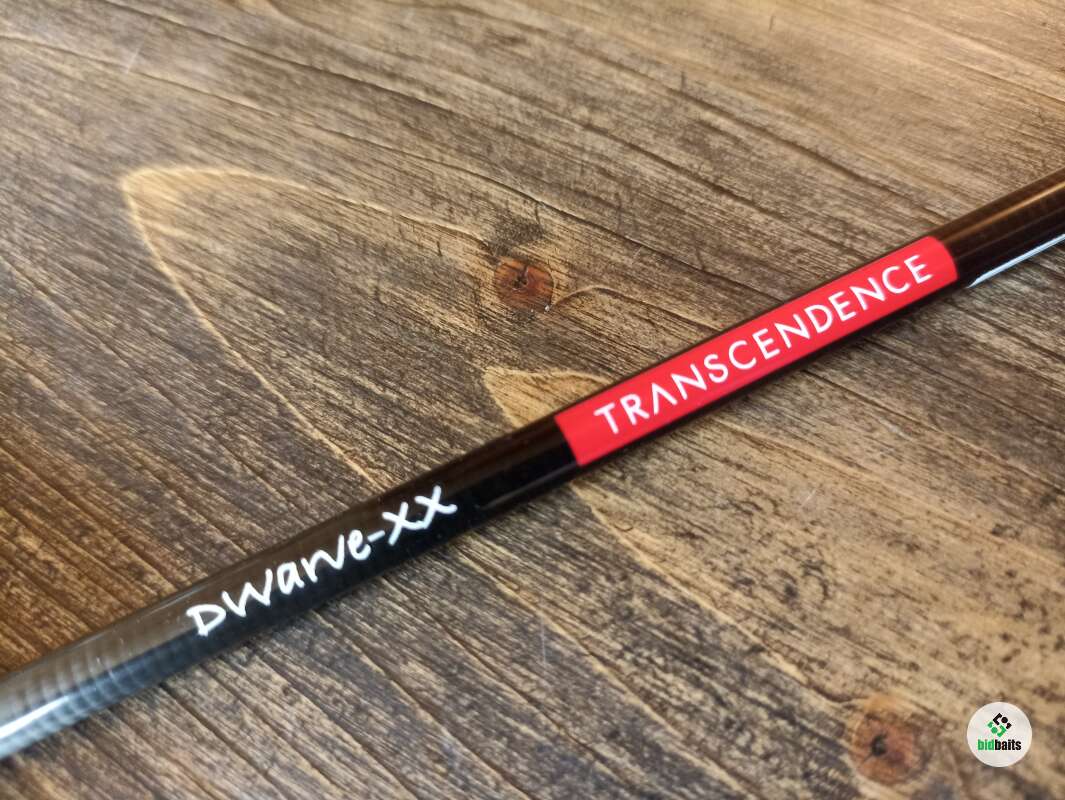 TRANSCENDENCE
DWarve-XX
bidbaits